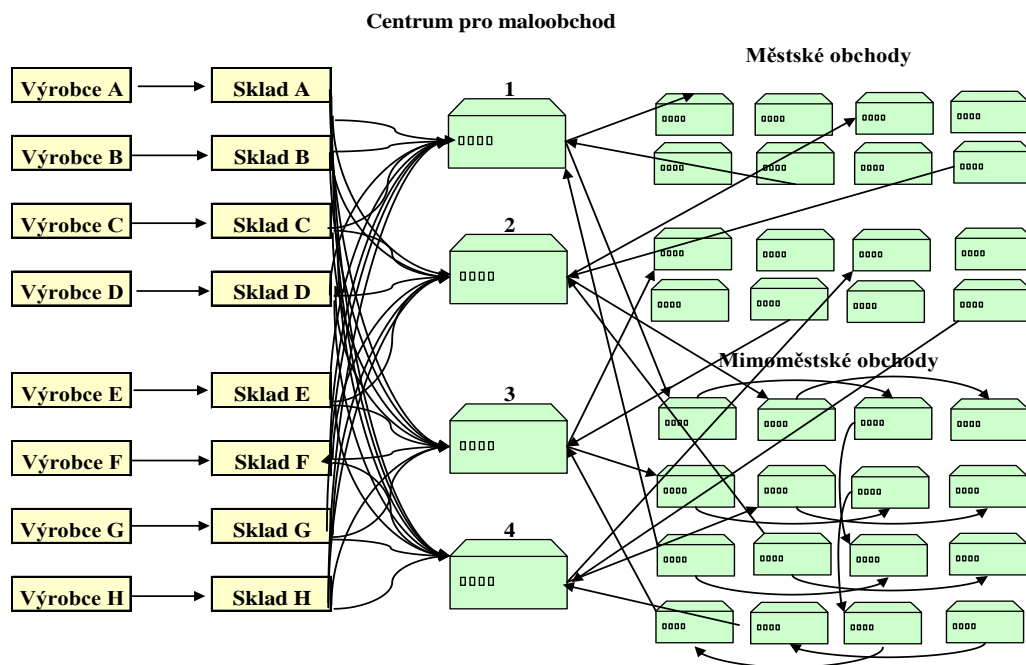 Centrum pro maloobchod
Městské obchody
Výrobce A
Sklad A
1
Výrobce B
Sklad B
Výrobce C
Sklad C
2
Výrobce D
Sklad D
Mimoměstské obchody
Výrobce E
Sklad E
3
Výrobce F
Sklad F
Výrobce G
Sklad G
4
Výrobce H
Sklad H